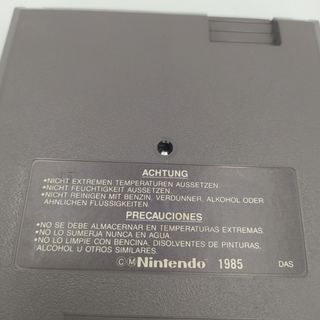 ACHTUNG
•NICHT EXTREMEN TEMPERATUREN AUSSETZEN.
•NICHT FEUCHTIGKEIT AUSSETZEN.
•NICHT REINIGEN MIT BENZIN, VERDÜNNER, ALKOHOL ODER
ÄHNLICHEN FLÜSSIGKEITEN.
PRECAUCIONES
•NO SE DEBE ALMACERNAR EN TEMPERATURAS EXTREMAS.
•NO LO SUMERJA NUNCA EN AGUA.
•NO LO LIMPIE CON BENCINA, DISOLVENTES DE PINTURAS,
ALCOHOL U OTROS SIMILARES.
©Ⓜ Nintendo 1985 DAS